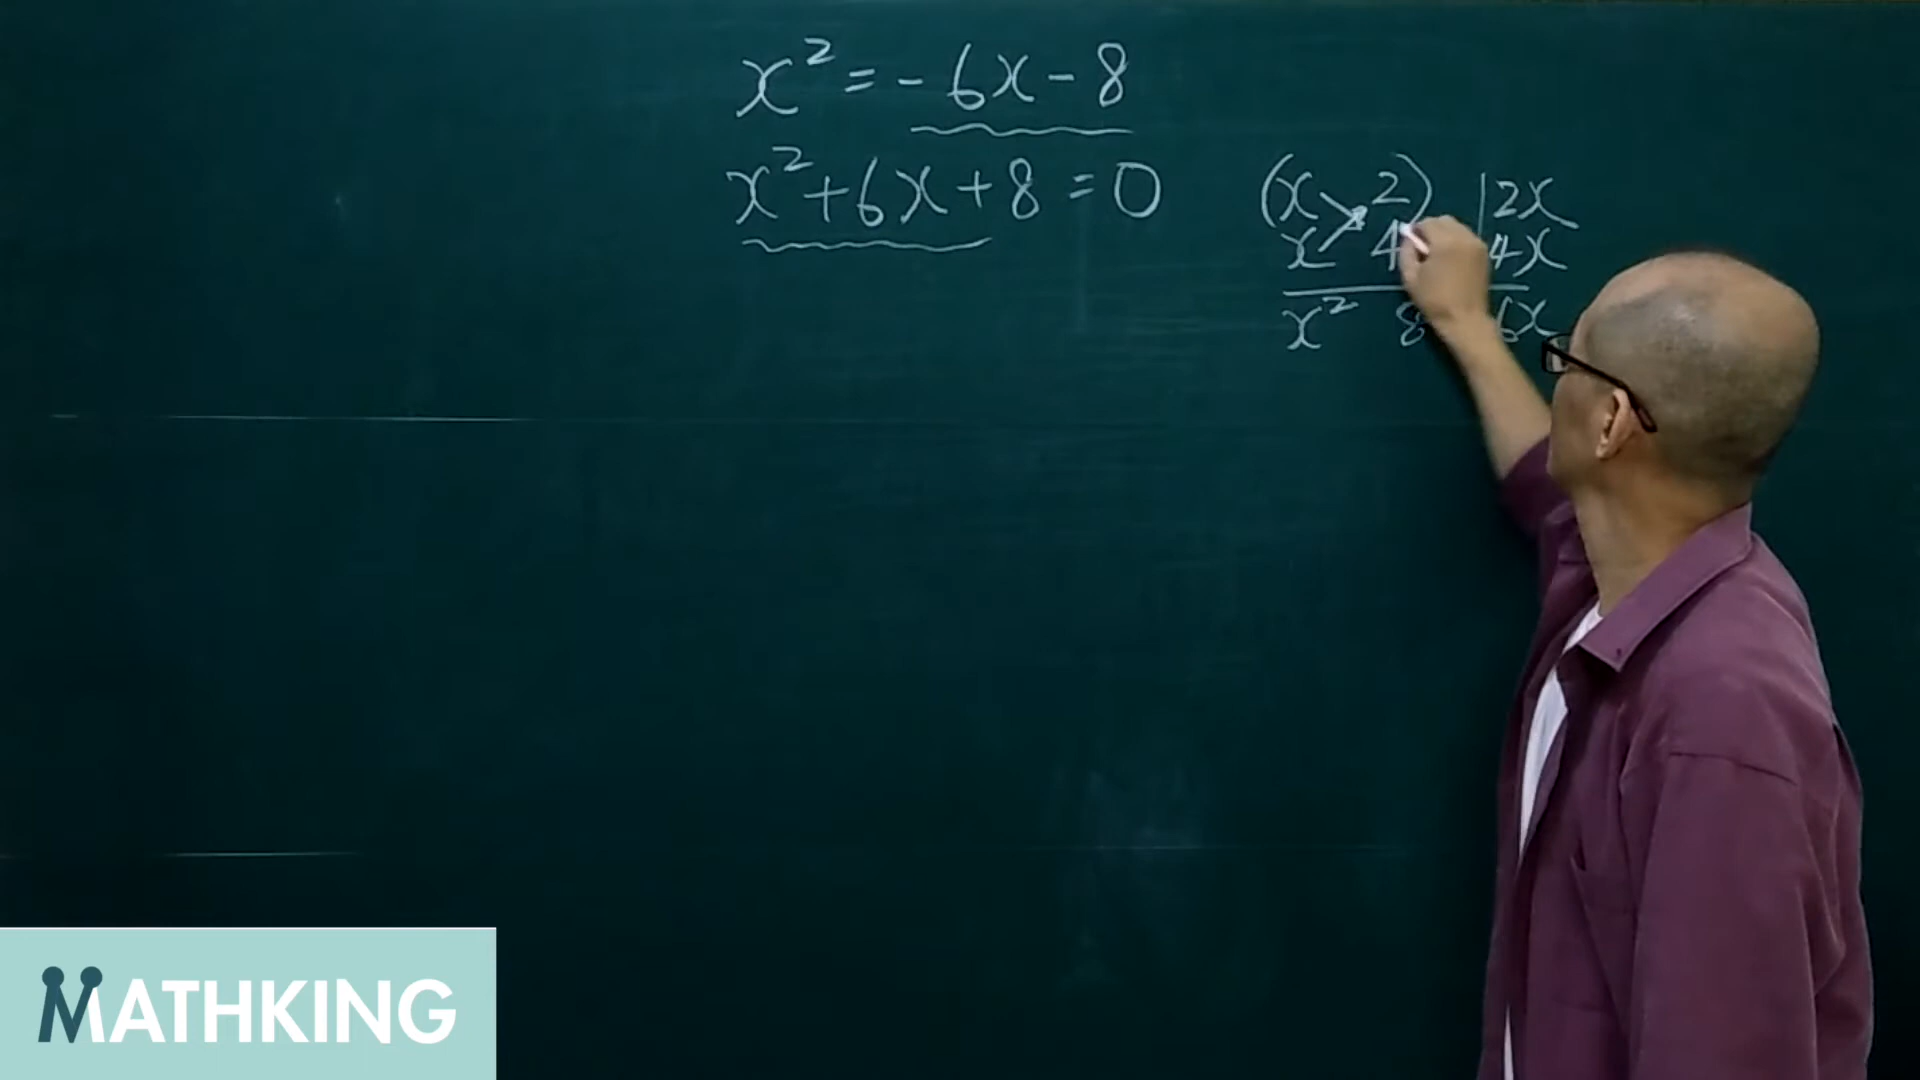 x² = -6x - 8
x² + 6x + 8 = 0
(x 2) | 2x
x 4 4x
x² 8 6x
MATHKING